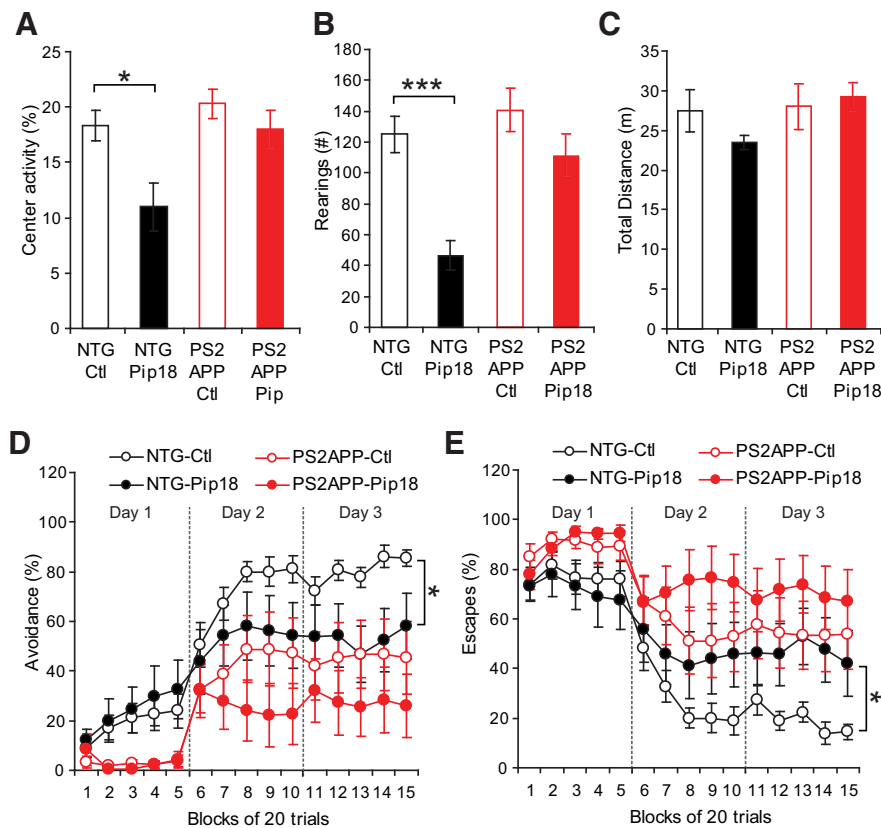 A
B
C
Center activity (%)
25
20
15
10
5
0
*
NTG Ctl
NTG Pip18
PS2 APP Ctl
PS2 APP Pip
Rearings (#)
180
160
140
120
100
80
60
40
20
0
***
NTG Ctl
NTG Pip18
PS2 APP Ctl
PS2 APP Pip18
Total Distance (m)
35
30
25
20
15
10
5
0
NTG Ctl
NTG Pip18
PS2 APP Ctl
PS2 APP Pip18
D
NTG-Ctl PS2APP-Ctl
NTG-Pip18 PS2APP-Pip18
Day 1 Day 2 Day 3
Avoidance (%)
120
100
80
60
40
20
0
*
1 2 3 4 5 6 7 8 9 10 11 12 13 14 15
Blocks of 20 trials
E
NTG-Ctl PS2APP-Ctl
NTG-Pip18 PS2APP-Pip18
Day 1 Day 2 Day 3
Escapes (%)
120
100
80
60
40
20
0
*
1 2 3 4 5 6 7 8 9 10 11 12 13 14 15
Blocks of 20 trials